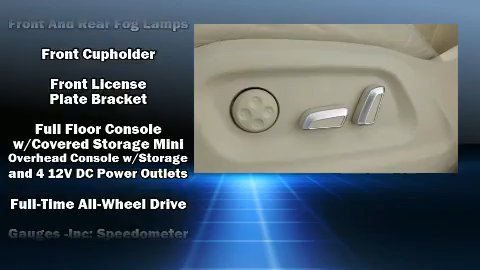 Front And Rear Fog Lamps
Front Cupholder
Front License
Plate Bracket
Full Floor Console
w/Covered Storage Mini
Overhead Console w/Storage
and 4 12V DC Power Outlets
Full-Time All-Wheel Drive
Gauges -inc: Speedometer